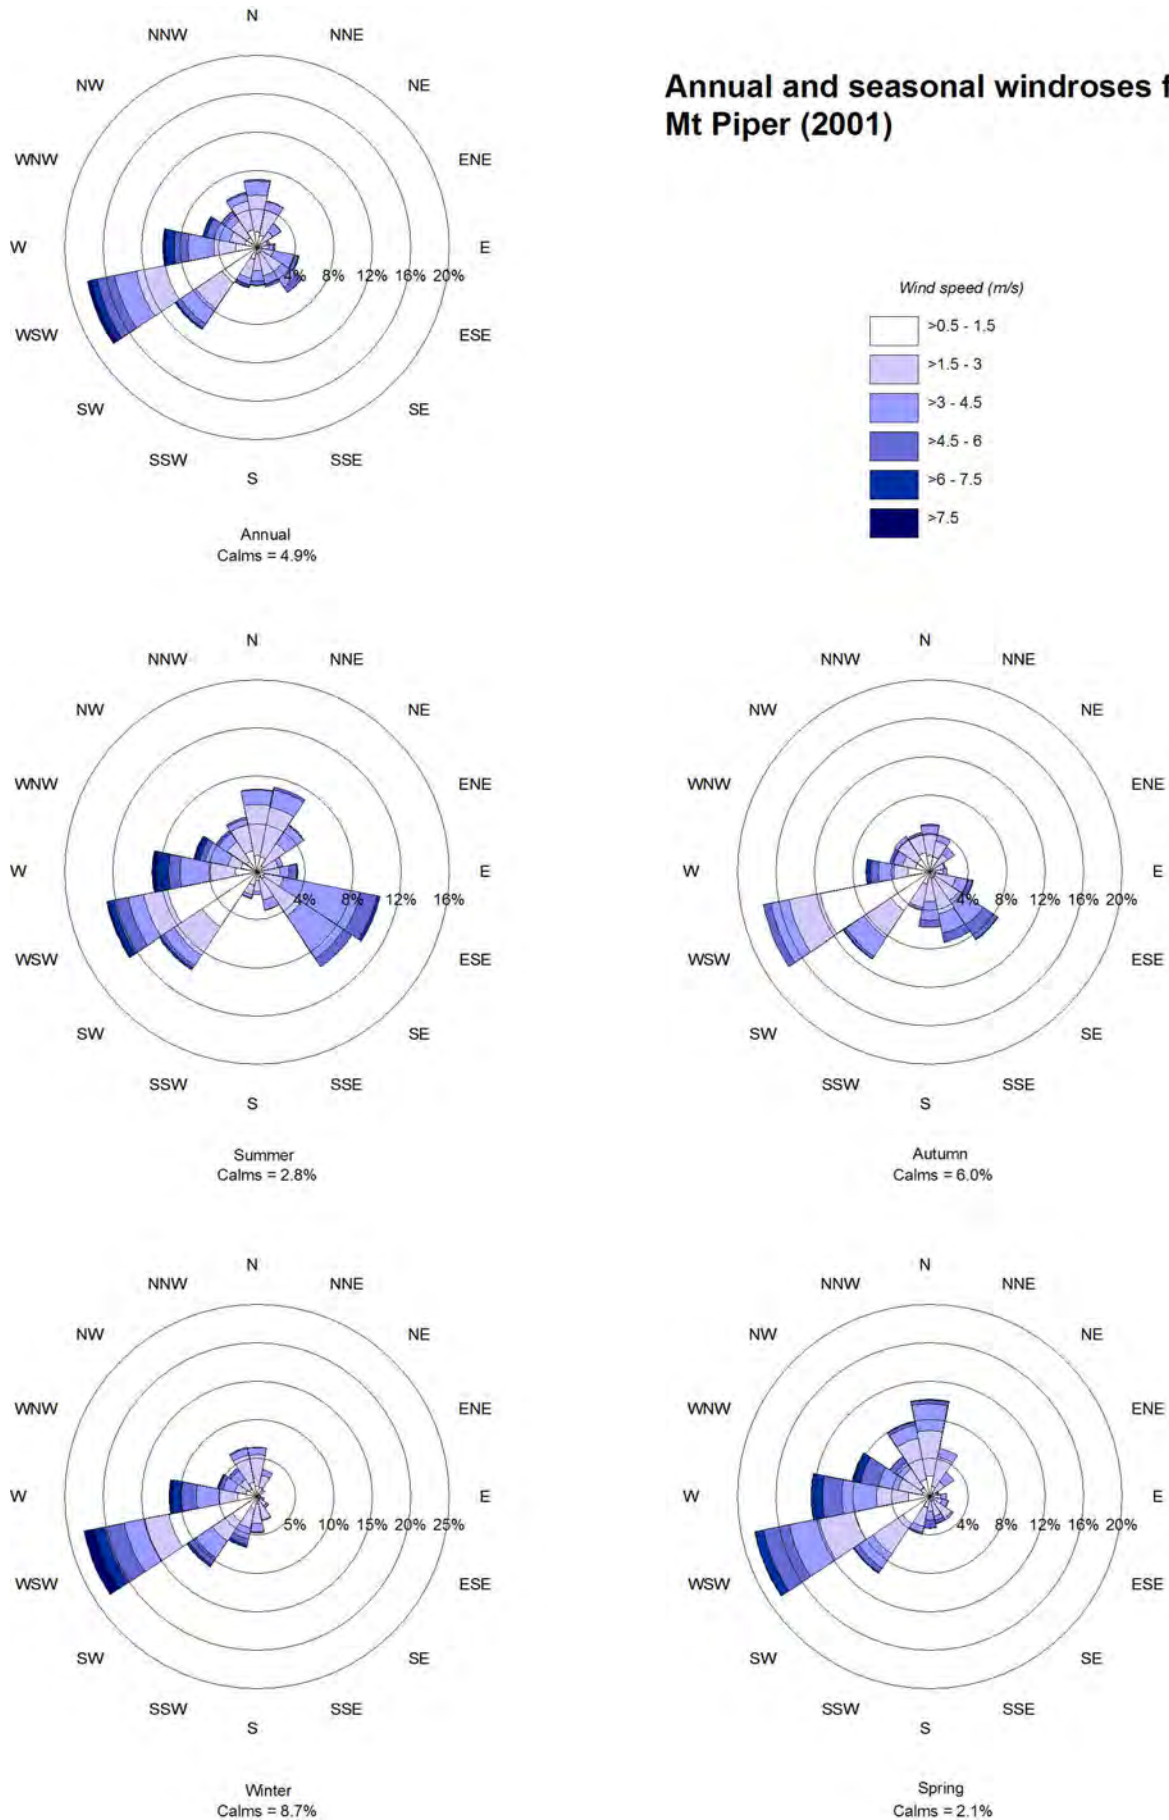 N
NNW NNE
NW NE
WNW ENE
W E
4% 8% 12% 16% 20%
WSW ESE
SW SE
SSW SSE
S
Annual
Calms = 4.9%
Annual and seasonal windroses f
Mt Piper (2001)
Wind speed (m/s)
>0.5 - 1.5
>1.5 - 3
>3 - 4.5
>4.5 - 6
>6 - 7.5
>7.5
N
NNW NNE
NW NE
WNW ENE
W E
4% 8% 12% 16%
WSW ESE
SW SE
SSW SSE
S
Summer
Calms = 2.8%
N
NNW NNE
NW NE
WNW ENE
W E
4% 8% 12% 16% 20%
WSW ESE
SW SE
SSW SSE
S
Autumn
Calms = 6.0%
N
NNW NNE
NW NE
WNW ENE
W E
5% 10% 15% 20% 25%
WSW ESE
SW SE
SSW SSE
S
Winter
Calms = 8.7%
N
NNW NNE
NW NE
WNW ENE
W E
4% 8% 12% 16% 20%
WSW ESE
SW SE
SSW SSE
S
Spring
Calms = 2.1%